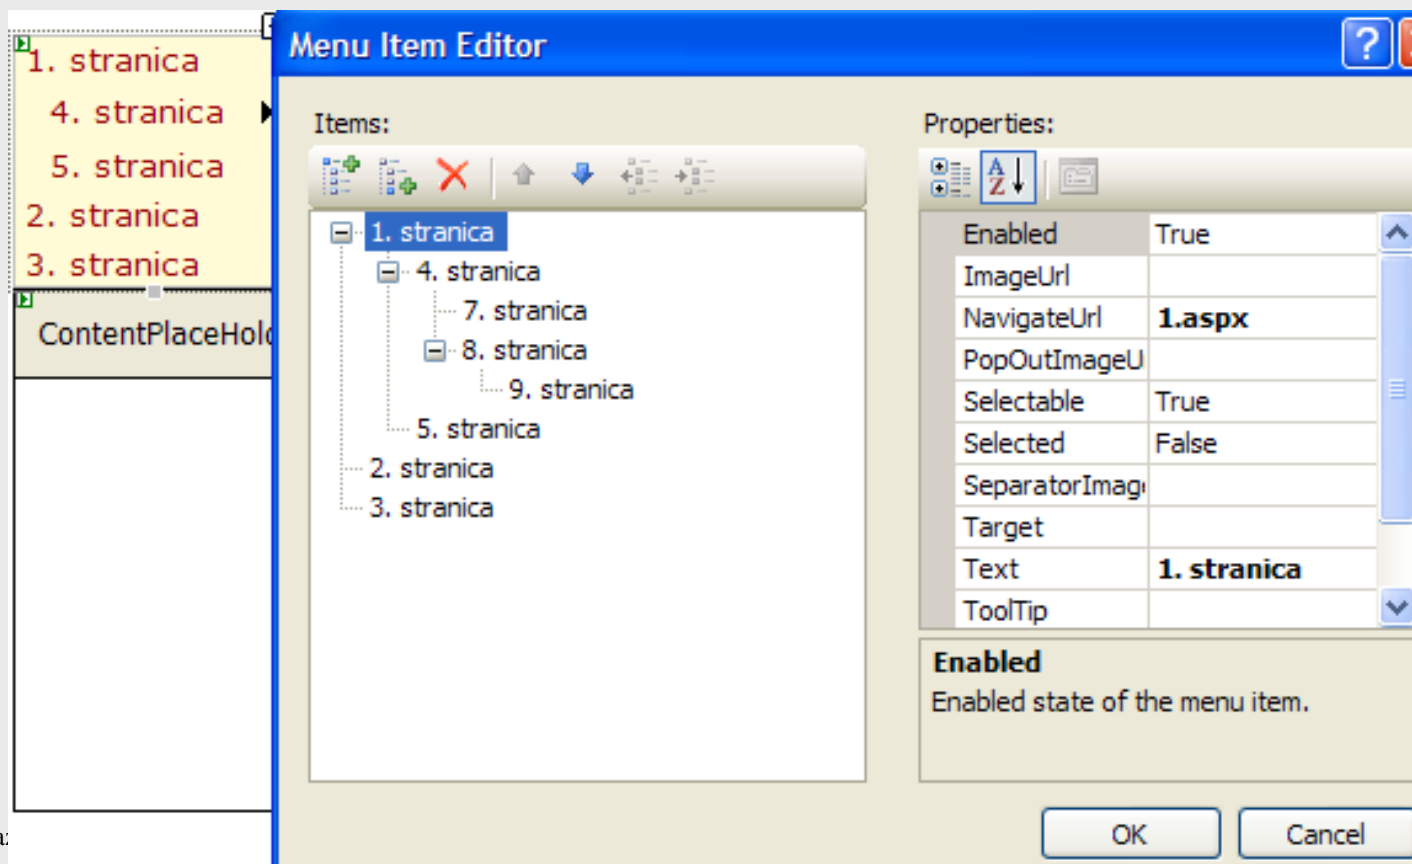 1. stranica
4. stranica
5. stranica
2. stranica
3. stranica
Menu Item Editor
Items:
1. stranica
4. stranica
7. stranica
8. stranica
9. stranica
5. stranica
2. stranica
3. stranica
Properties:
Enabled True
ImageUrl
NavigateUrl 1.aspx
PopOutImageU
Selectable True
Selected False
SeparatorImag
Target
Text 1. stranica
ToolTip
Enabled
Enabled state of the menu item.
OK Cancel
ContentPlaceHol